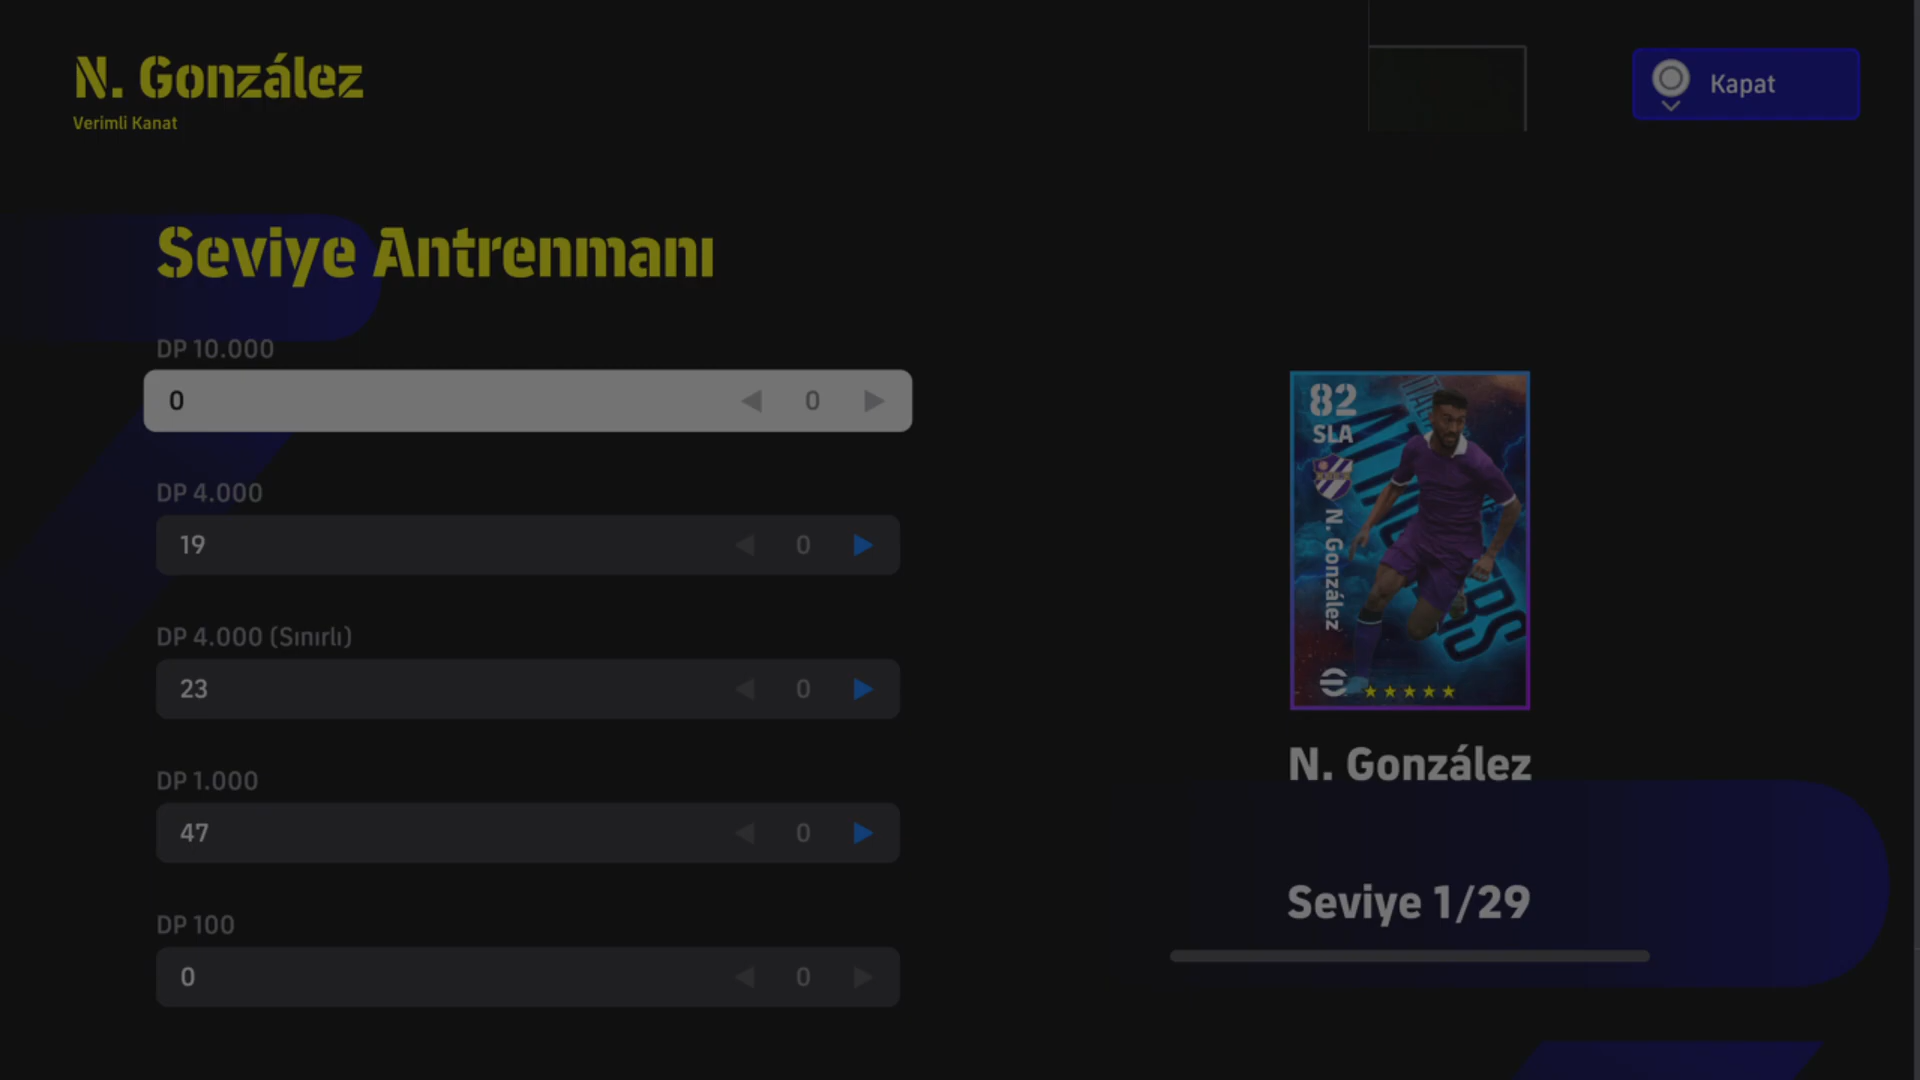 N. González
Verimli Kanat
Kapat
Seviye Antrenmanı
DP 10.000
0 0
DP 4.000
19 0
DP 4.000 (Sınırlı)
23 0
DP 1.000
47 0
DP 100
0 0
82
SLA
N. González
N. González
Seviye 1/29